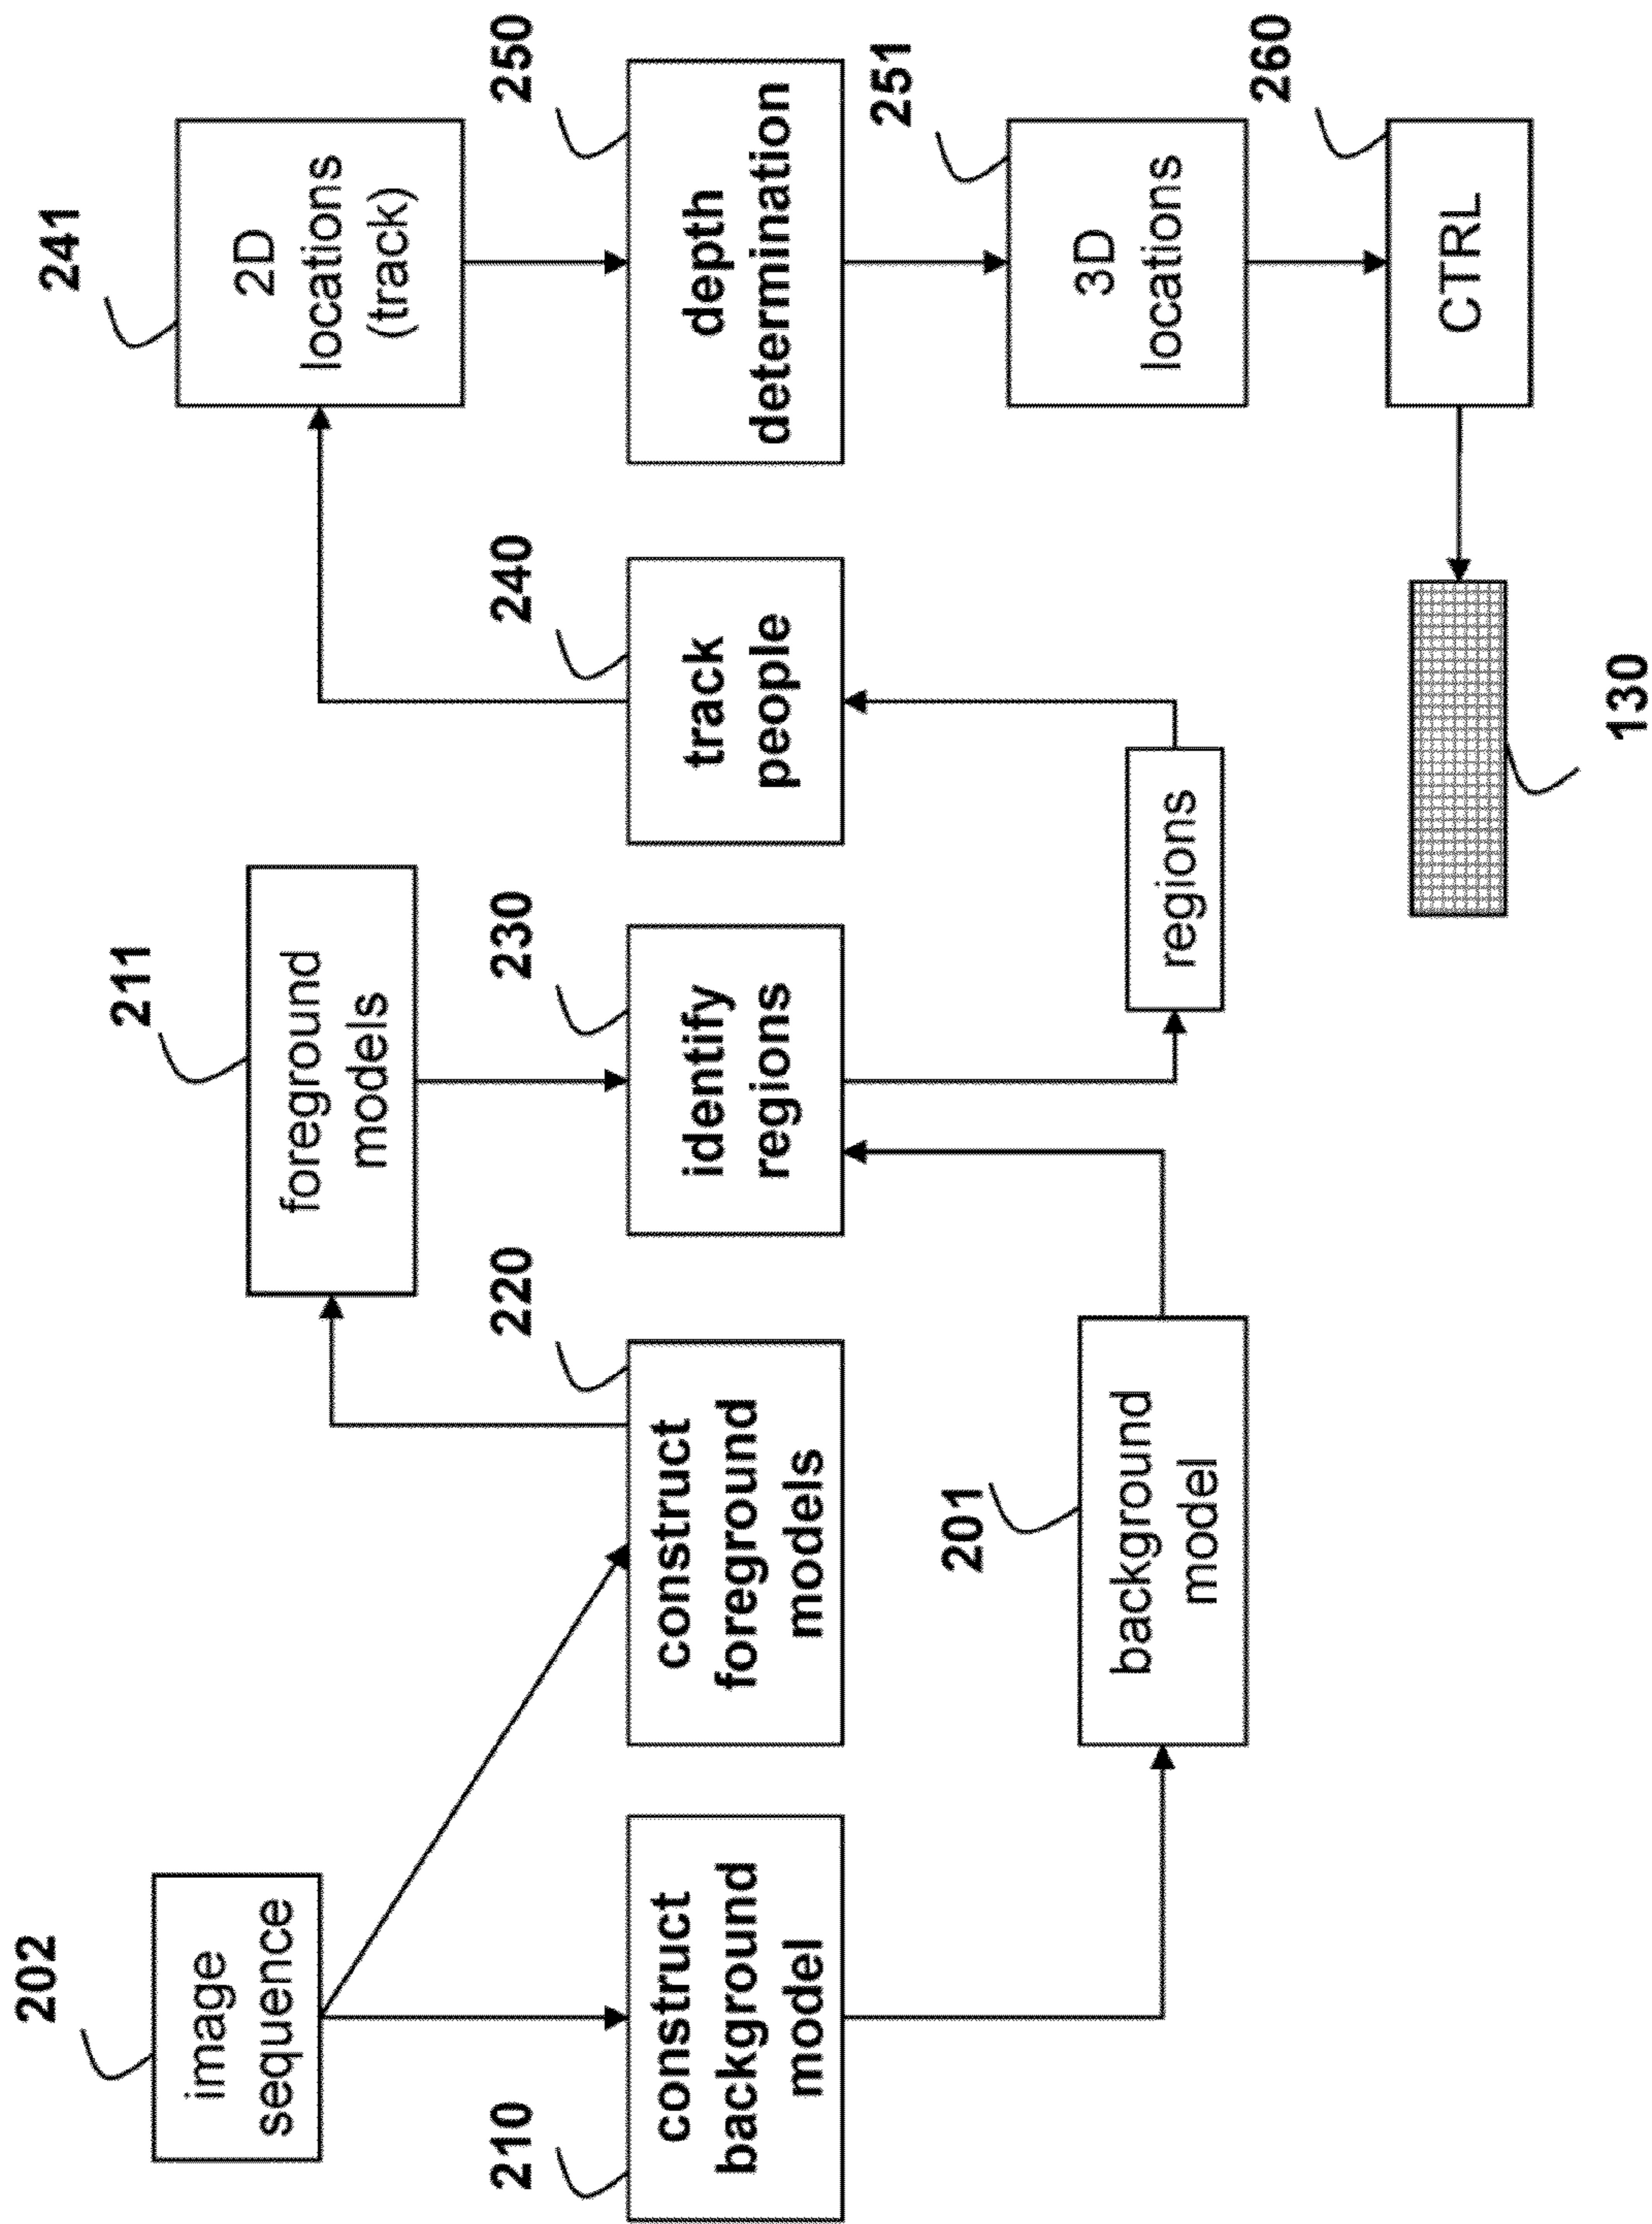 202
image
sequence
210
construct
background
model
220
construct
foreground
models
201
background
model
211
foreground
models
230
identify
regions
regions
240
track
people
241
2D
locations
(track)
250
depth
determination
251
3D
locations
260
CTRL
130